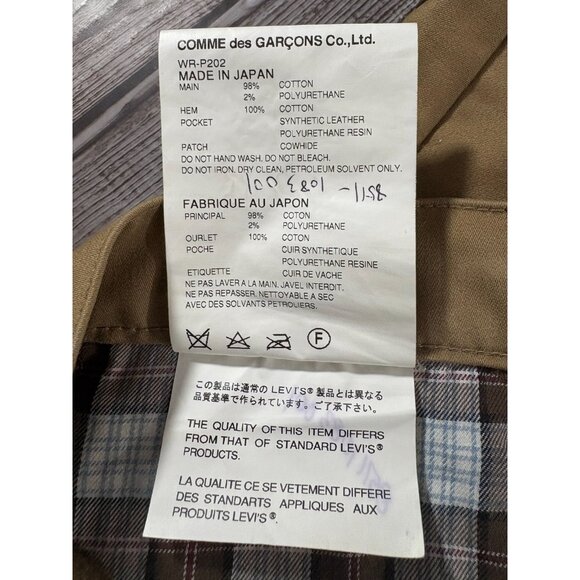 COMME des GARÇONS Co.,Ltd.
WR-P202
MADE IN JAPAN
MAIN 98% COTTON
2% POLYURETHANE
HEM 100% COTTON
POCKET SYNTHETIC LEATHER
POLYURETHANE RESIN
PATCH COWHIDE
DO NOT HAND WASH. DO NOT BLEACH.
DO NOT IRON. DRY CLEAN, PETROLEUM SOLVENT ONLY.
FABRIQUE AU JAPON
PRINCIPAL 98% COTON
2% POLYURETHANE
OURLET 100% COTON
POCHE CUIR SYNTHETIQUE
POLYURETHANE RESINE
ETIQUETTE CUIR DE VACHE
NE PAS LAVER A LA MAIN. JAVEL INTERDIT.
NE PAS REPASSER. NETTOYABLE A SEC
AVEC DES SOLVANTS PETROLIERS.
F
この製品は通常の LEVI'S® 製品とは異なる
品質基準で作られています。ご了承下さい。
THE QUALITY OF THIS ITEM DIFFERS
FROM THAT OF STANDARD LEVI'S®
PRODUCTS.
LA QUALITE CE SE VETEMENT DIFFERE
DES STANDARTS APPLIQUES AUX
PRODUITS LEVI'S®.